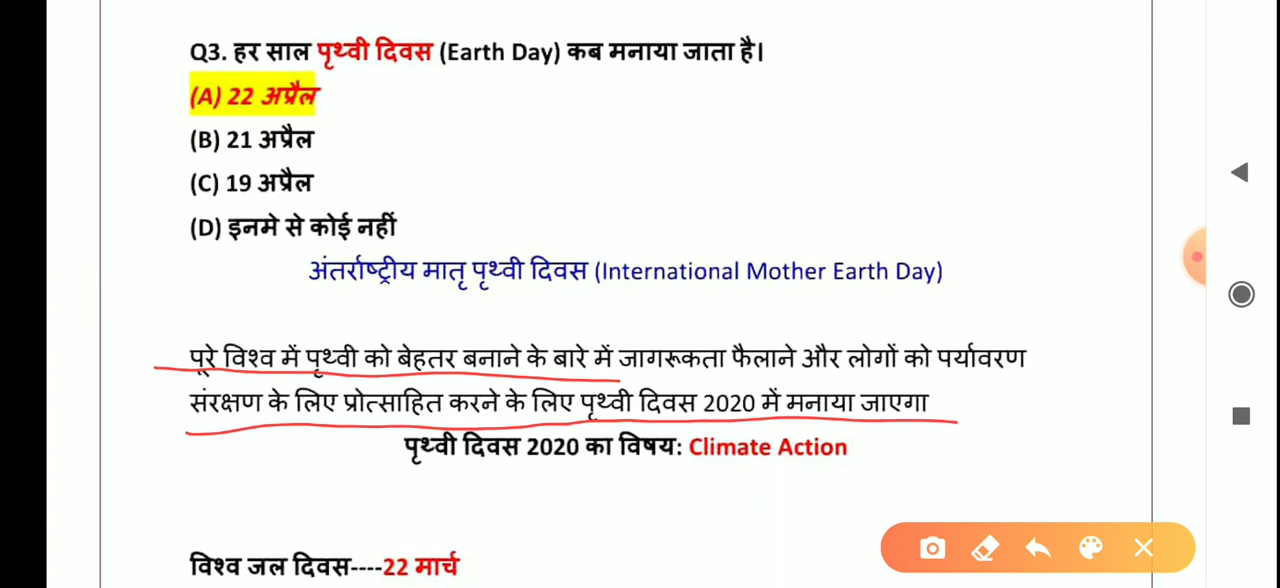 Q3. हर साल पृथ्वी दिवस (Earth Day) कब मनाया जाता है।
(A) 22 अप्रैल
(B) 21 अप्रैल
(C) 19 अप्रैल
(D) इनमे से कोई नहीं
अंतर्राष्ट्रीय मातृ पृथ्वी दिवस (International Mother Earth Day)
पूरे विश्व में पृथ्वी को बेहतर बनाने के बारे में जागरूकता फैलाने और लोगों को पर्यावरण
संरक्षण के लिए प्रोत्साहित करने के लिए पृथ्वी दिवस 2020 में मनाया जाएगा
पृथ्वी दिवस 2020 का विषय: Climate Action
विश्व जल दिवस----22 मार्च